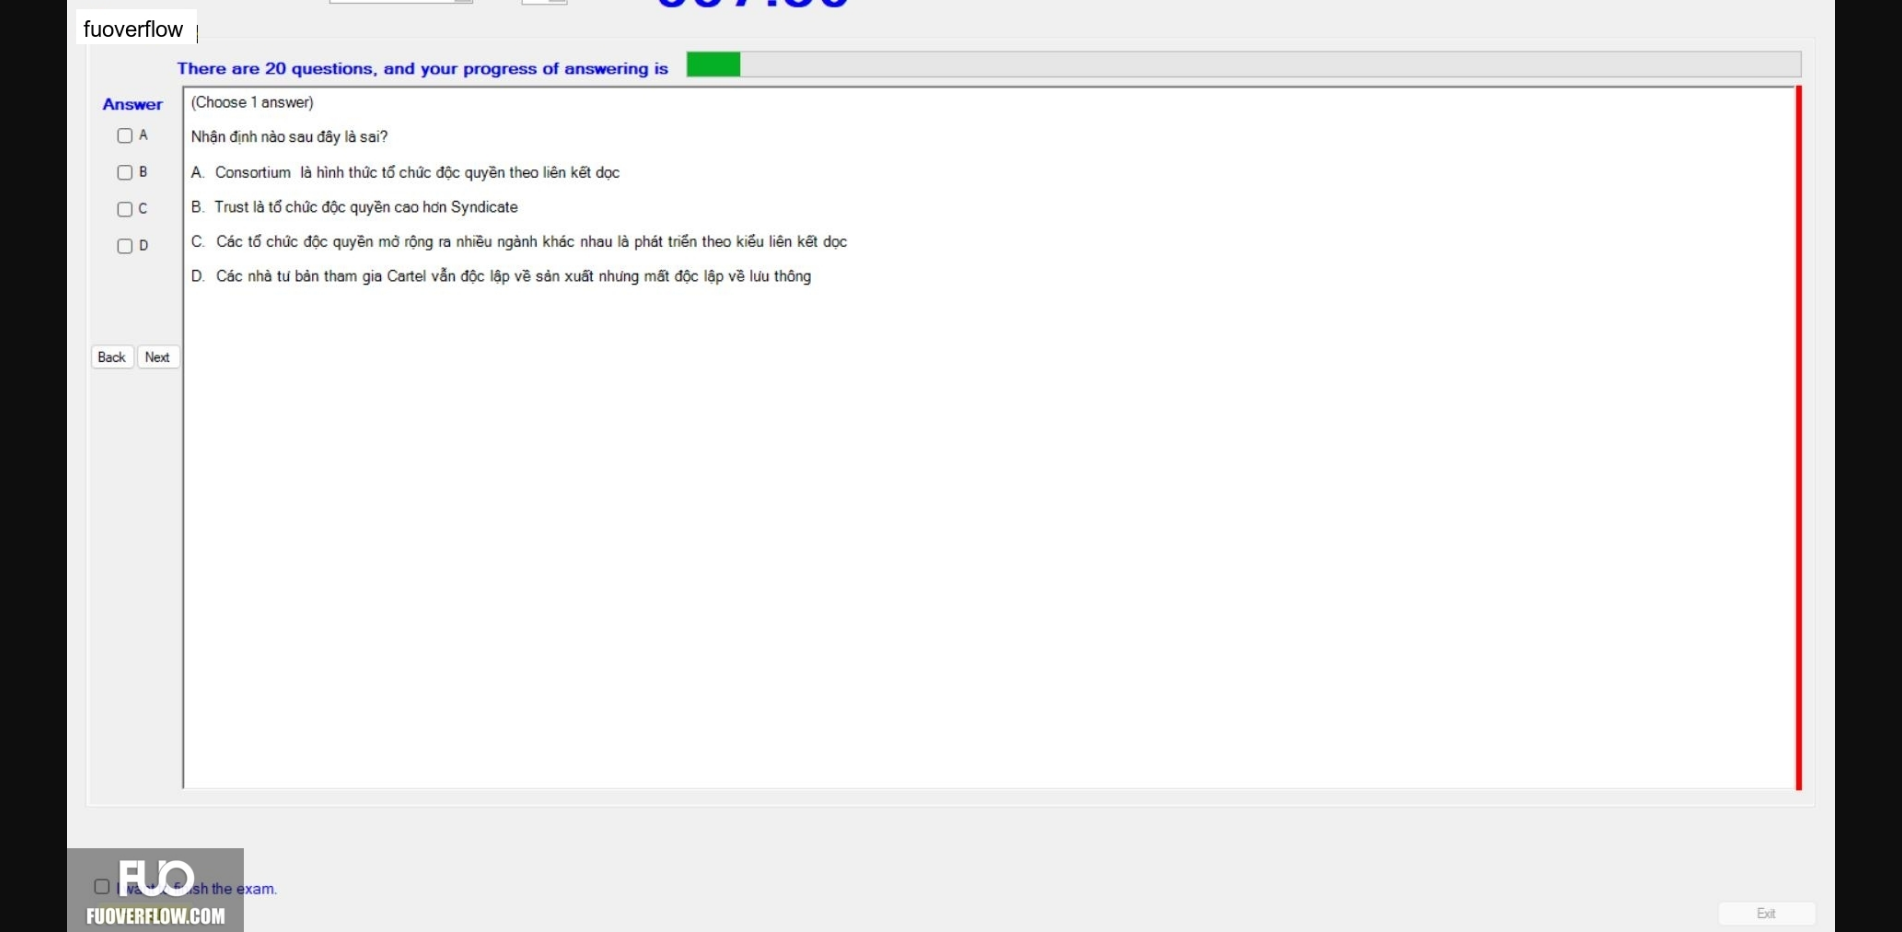 fuoverflow
There are 20 questions, and your progress of answering is
Answer
(Choose 1 answer)
A
Nhận định nào sau đây là sai?
B
A. Consortium là hình thức tổ chức độc quyền theo liên kết dọc
C
B. Trust là tổ chức độc quyền cao hơn Syndicate
D
C. Các tổ chức độc quyền mở rộng ra nhiều ngành khác nhau là phát triển theo kiểu liên kết dọc
D. Các nhà tư bản tham gia Cartel vẫn độc lập về sản xuất nhưng mất độc lập về lưu thông
Back Next
FUO
the exam.
FUOVERFLOW.COM
Exit